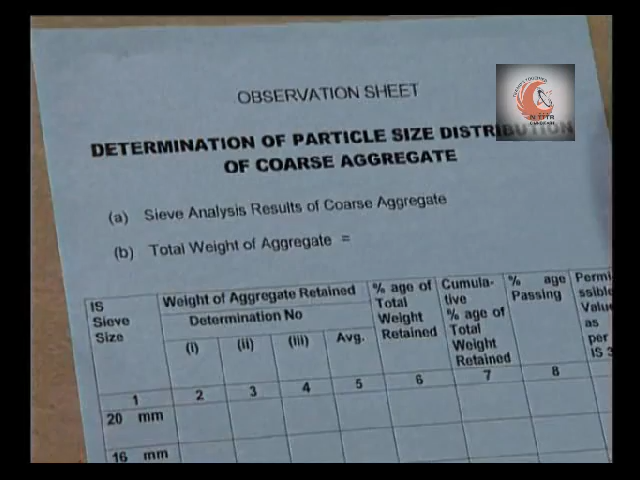 OBSERVATION SHEET
DETERMINATION OF PARTICLE SIZE DISTRIBUTION
OF COARSE AGGREGATE
(a) Sieve Analysis Results of Coarse Aggregate
(b) Total Weight of Aggregate =
IS Sieve Size
Weight of Aggregate Retained
Determination No
(i) (ii) (iii) Avg.
% age of Total Weight Retained
Cumula-
tive
% age of
Total
Weight
Retained
% age Passing
Permi-
ssible
Value
as
per
IS
1 2 3 4 5 6 7 8
20 mm
16 mm